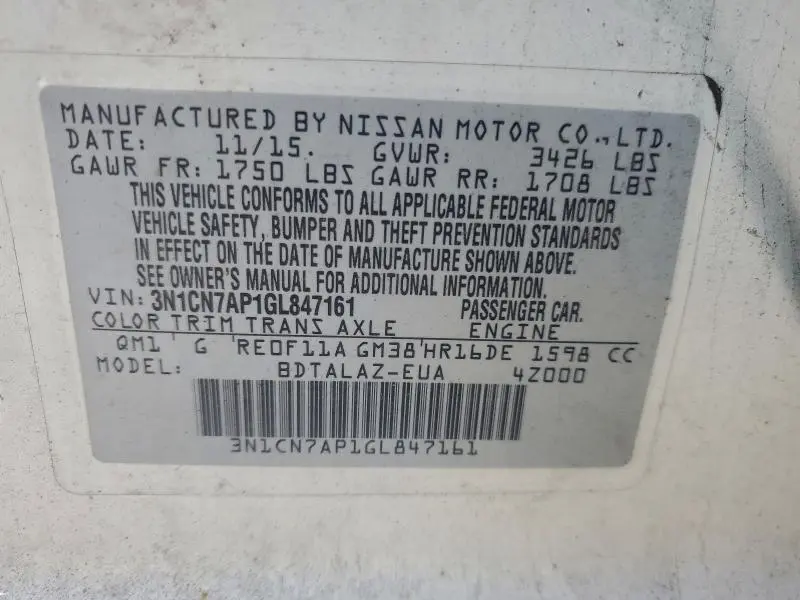 MANUFACTURED BY NISSAN MOTOR CO., LTD.
DATE: 11/15. GVWR: 3426 LBS
GAWR FR: 1750 LBS GAWR RR: 1708 LBS
THIS VEHICLE CONFORMS TO ALL APPLICABLE FEDERAL MOTOR
VEHICLE SAFETY, BUMPER AND THEFT PREVENTION STANDARDS
IN EFFECT ON THE DATE OF MANUFACTURE SHOWN ABOVE.
SEE OWNER'S MANUAL FOR ADDITIONAL INFORMATION.
VIN: 3N1CN7AP1GL847161 PASSENGER CAR.
COLOR TRIM TRANS AXLE ENGINE
QM1 G RE0F11A GM38 HR16DE 1598 CC
MODEL: BDTALAZ-EUA 4Z000
3N1CN7AP1GL847161